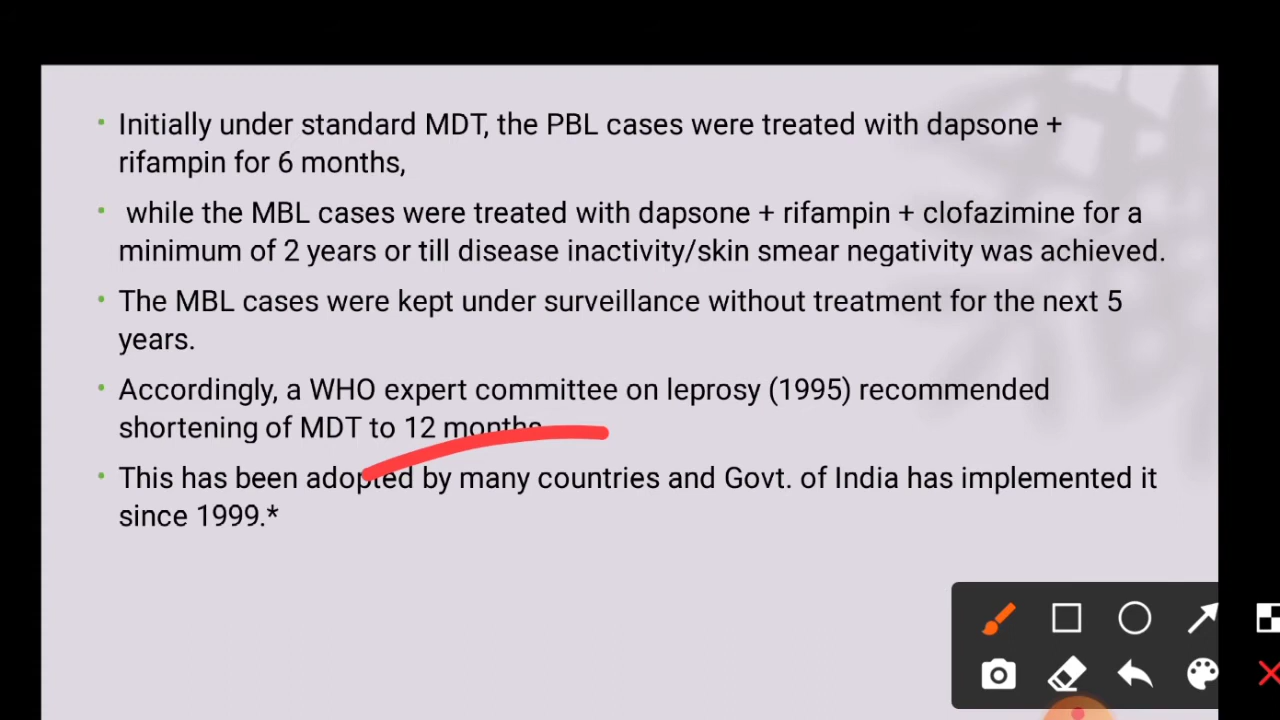 Initially under standard MDT, the PBL cases were treated with dapsone +
rifampin for 6 months,
while the MBL cases were treated with dapsone + rifampin + clofazimine for a
minimum of 2 years or till disease inactivity/skin smear negativity was achieved.
The MBL cases were kept under surveillance without treatment for the next 5
years.
Accordingly, a WHO expert committee on leprosy (1995) recommended
shortening of MDT to 12 months
This has been adopted by many countries and Govt. of India has implemented it
since 1999.*